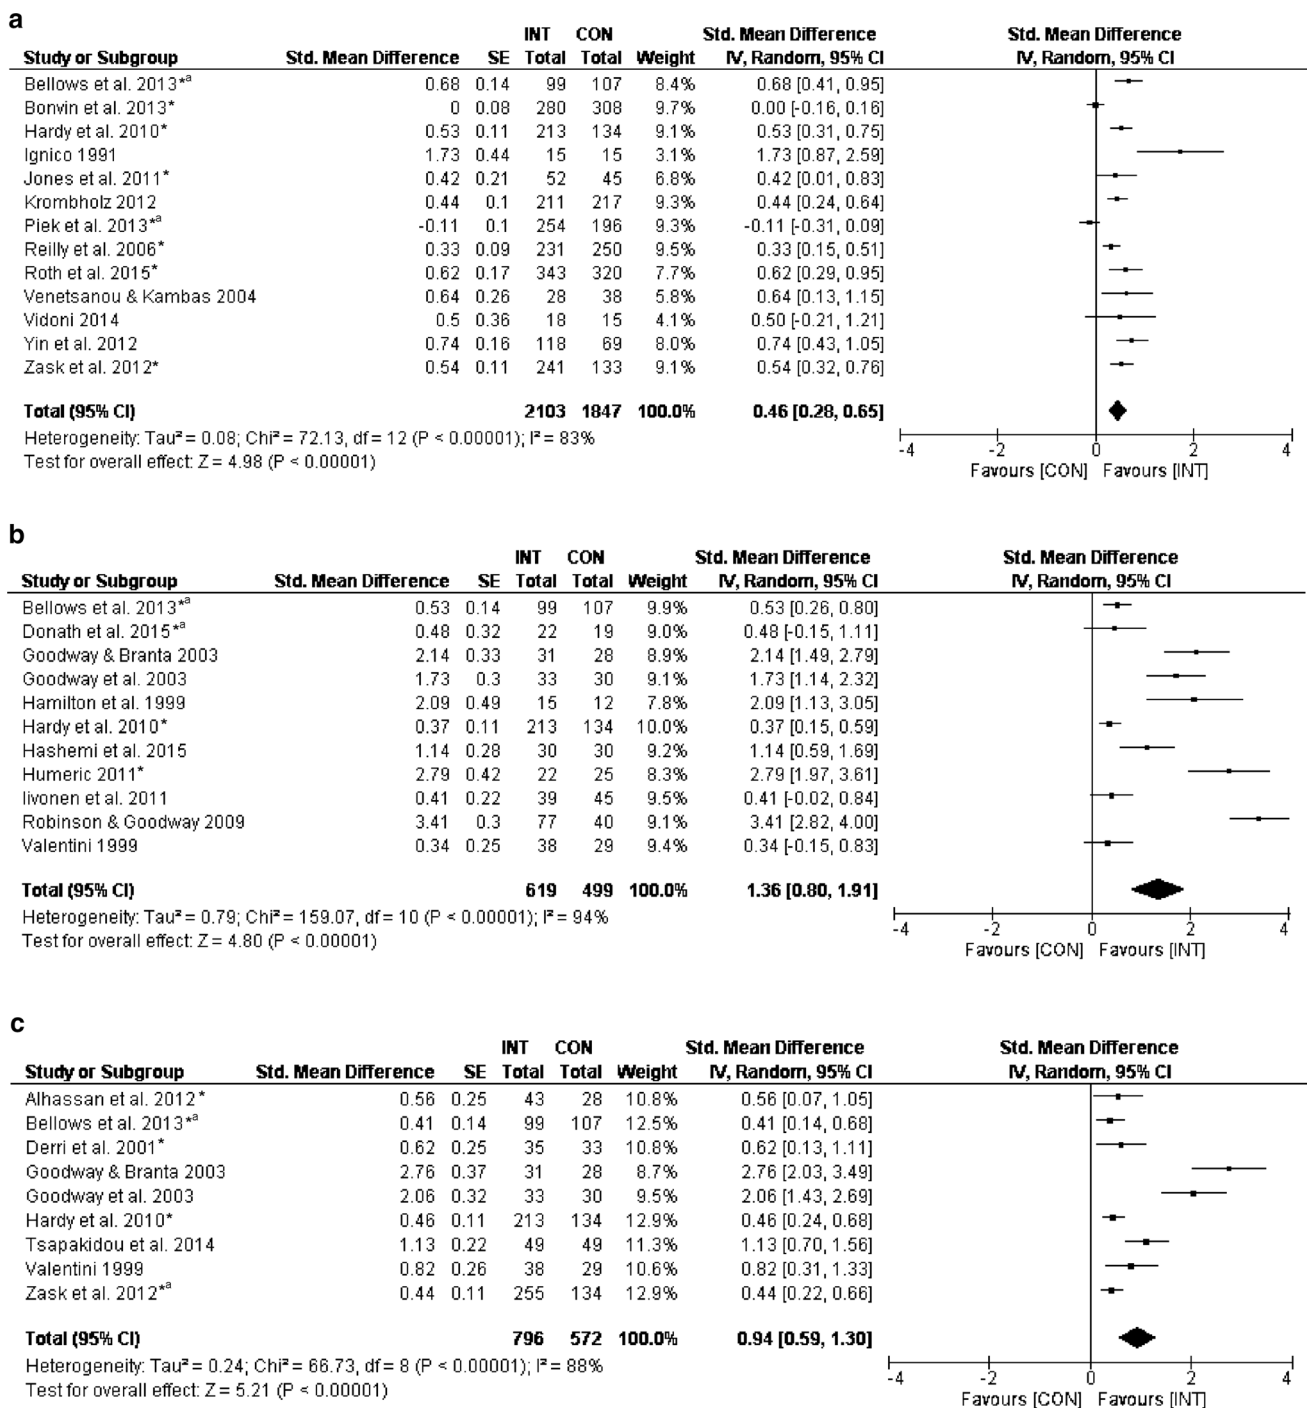 a
INT CON Std. Mean Difference Std. Mean Difference
Study or Subgroup Std. Mean Difference SE Total Total Weight IV, Random, 95% CI IV, Random, 95% CI
Bellows et al. 2013*ª 0.68 0.14 99 107 8.4% 0.68 [0.41, 0.95]
Bonvin et al. 2013* 0 0.08 280 308 9.7% 0.00 [-0.16, 0.16]
Hardy et al. 2010* 0.53 0.11 213 134 9.1% 0.53 [0.31, 0.75]
Ignico 1991 1.73 0.44 15 15 3.1% 1.73 [0.87, 2.59]
Jones et al. 2011* 0.42 0.21 52 45 6.8% 0.42 [0.01, 0.83]
Krombholz 2012 0.44 0.1 211 217 9.3% 0.44 [0.24, 0.64]
Piek et al. 2013*ª -0.11 0.1 254 196 9.3% -0.11 [-0.31, 0.09]
Reilly et al. 2006* 0.33 0.09 231 250 9.5% 0.33 [0.15, 0.51]
Roth et al. 2015* 0.62 0.17 343 320 7.7% 0.62 [0.29, 0.95]
Venetsanou & Kambas 2004 0.64 0.26 28 38 5.8% 0.64 [0.13, 1.15]
Vidoni 2014 0.5 0.36 18 15 4.1% 0.50 [-0.21, 1.21]
Yin et al. 2012 0.74 0.16 118 69 8.0% 0.74 [0.43, 1.05]
Zask et al. 2012* 0.54 0.11 241 133 9.1% 0.54 [0.32, 0.76]
Total (95% CI) 2103 1847 100.0% 0.46 [0.28, 0.65]
Heterogeneity: Tau² = 0.08; Chi² = 72.13, df = 12 (P < 0.00001); I² = 83%
Test for overall effect: Z = 4.98 (P < 0.00001)
-4 -2 0 2 4
Favours [CON] Favours [INT]
b
INT CON Std. Mean Difference Std. Mean Difference
Study or Subgroup Std. Mean Difference SE Total Total Weight IV, Random, 95% CI IV, Random, 95% CI
Bellows et al. 2013*ª 0.53 0.14 99 107 9.9% 0.53 [0.26, 0.80]
Donath et al. 2015*ª 0.48 0.32 22 19 9.0% 0.48 [-0.15, 1.11]
Goodway & Branta 2003 2.14 0.33 31 28 8.9% 2.14 [1.49, 2.79]
Goodway et al. 2003 1.73 0.3 33 30 9.1% 1.73 [1.14, 2.32]
Hamilton et al. 1999 2.09 0.49 15 12 7.8% 2.09 [1.13, 3.05]
Hardy et al. 2010* 0.37 0.11 213 134 10.0% 0.37 [0.15, 0.59]
Hashemi et al. 2015 1.14 0.28 30 30 9.2% 1.14 [0.59, 1.69]
Humeric 2011* 2.79 0.42 22 25 8.3% 2.79 [1.97, 3.61]
Iivonen et al. 2011 0.41 0.22 39 45 9.5% 0.41 [-0.02, 0.84]
Robinson & Goodway 2009 3.41 0.3 77 40 9.1% 3.41 [2.82, 4.00]
Valentini 1999 0.34 0.25 38 29 9.4% 0.34 [-0.15, 0.83]
Total (95% CI) 619 499 100.0% 1.36 [0.80, 1.91]
Heterogeneity: Tau² = 0.79; Chi² = 159.07, df = 10 (P < 0.00001); I² = 94%
Test for overall effect: Z = 4.80 (P < 0.00001)
-4 -2 0 2 4
Favours [CON] Favours [INT]
c
INT CON Std. Mean Difference Std. Mean Difference
Study or Subgroup Std. Mean Difference SE Total Total Weight IV, Random, 95% CI IV, Random, 95% CI
Alhassan et al. 2012* 0.56 0.25 43 28 10.8% 0.56 [0.07, 1.05]
Bellows et al. 2013*ª 0.41 0.14 99 107 12.5% 0.41 [0.14, 0.68]
Derri et al. 2001* 0.62 0.25 35 33 10.8% 0.62 [0.13, 1.11]
Goodway & Branta 2003 2.76 0.37 31 28 8.7% 2.76 [2.03, 3.49]
Goodway et al. 2003 2.06 0.32 33 30 9.5% 2.06 [1.43, 2.69]
Hardy et al. 2010* 0.46 0.11 213 134 12.9% 0.46 [0.24, 0.68]
Tsapakidou et al. 2014 1.13 0.22 49 49 11.3% 1.13 [0.70, 1.56]
Valentini 1999 0.82 0.26 38 29 10.6% 0.82 [0.31, 1.33]
Zask et al. 2012*ª 0.44 0.11 255 134 12.9% 0.44 [0.22, 0.66]
Total (95% CI) 796 572 100.0% 0.94 [0.59, 1.30]
Heterogeneity: Tau² = 0.24; Chi² = 66.73, df = 8 (P < 0.00001); I² = 88%
Test for overall effect: Z = 5.21 (P < 0.00001)
-4 -2 0 2 4
Favours [CON] Favours [INT]